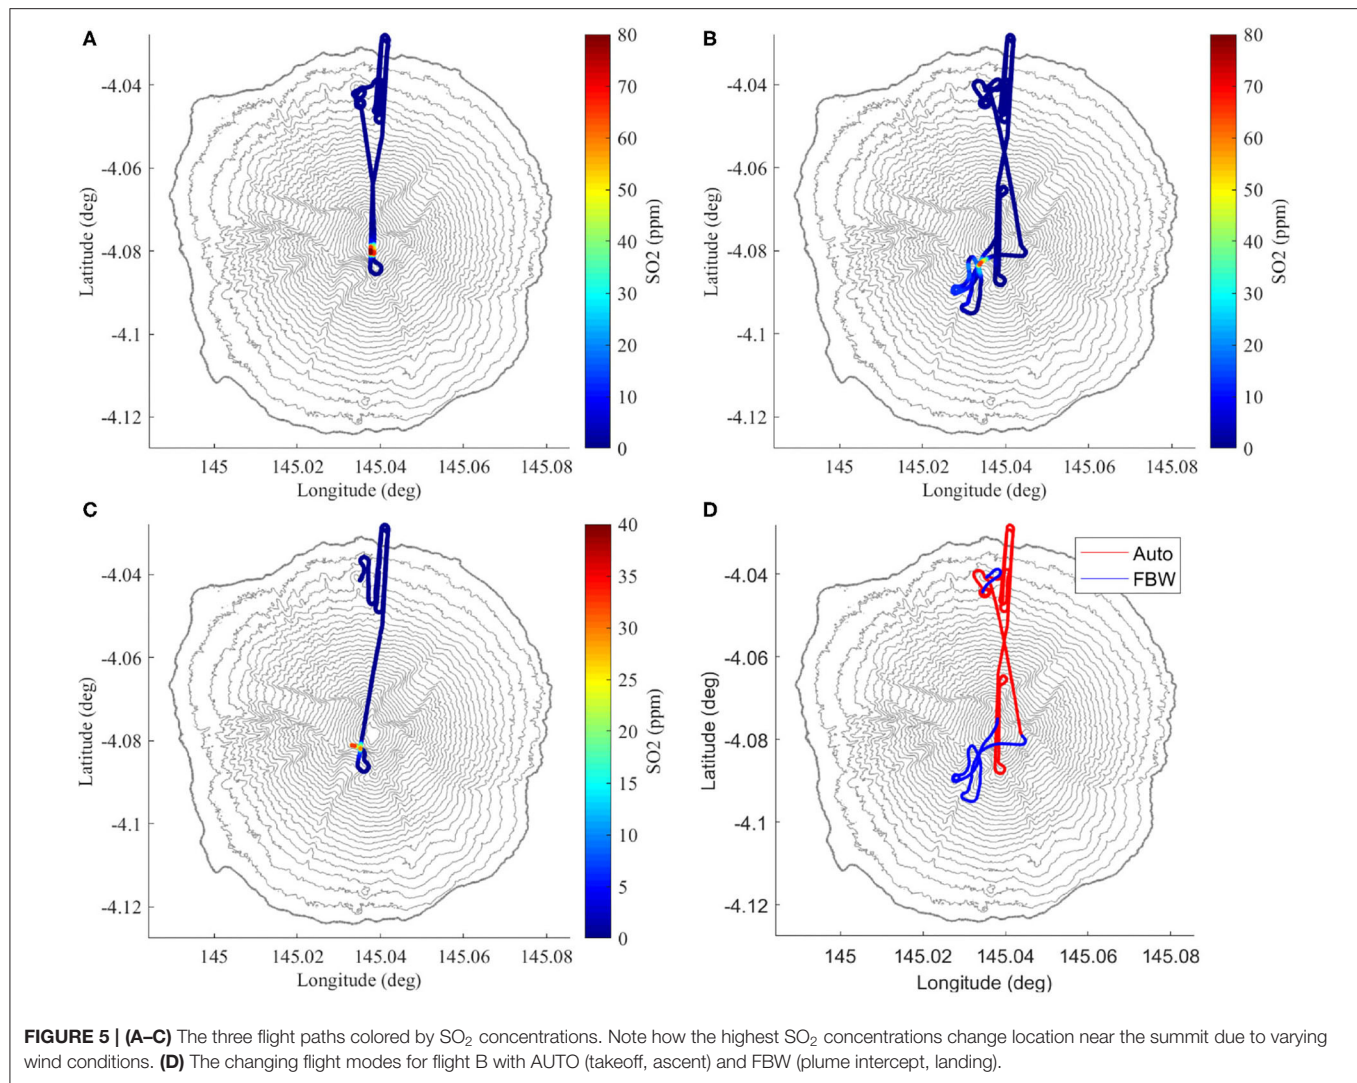 A
-4.04
-4.06
-4.08
-4.1
-4.12
Latitude (deg)
145 145.02 145.04 145.06 145.08
Longitude (deg)
80
70
60
50
40
30
20
10
0
SO2 (ppm)
B
-4.04
-4.06
-4.08
-4.1
-4.12
Latitude (deg)
145 145.02 145.04 145.06 145.08
Longitude (deg)
80
70
60
50
40
30
20
10
0
SO2 (ppm)
C
-4.04
-4.06
-4.08
-4.1
-4.12
Latitude (deg)
145 145.02 145.04 145.06 145.08
Longitude (deg)
40
35
30
25
20
15
10
5
0
SO2 (ppm)
D
Auto
FBW
-4.04
-4.06
-4.08
-4.1
-4.12
Latitude (deg)
145 145.02 145.04 145.06 145.08
Longitude (deg)
FIGURE 5 | (A–C) The three flight paths colored by SO₂ concentrations. Note how the highest SO₂ concentrations change location near the summit due to varying
wind conditions. (D) The changing flight modes for flight B with AUTO (takeoff, ascent) and FBW (plume intercept, landing).